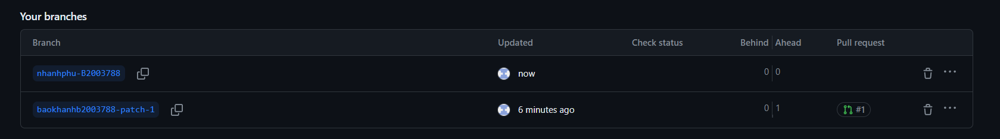 Your branches
Branch Updated Check status Behind Ahead Pull request
nhanhphu-B2003788 now 0 0
baokhanhb2003788-patch-1 6 minutes ago 0 1 #1